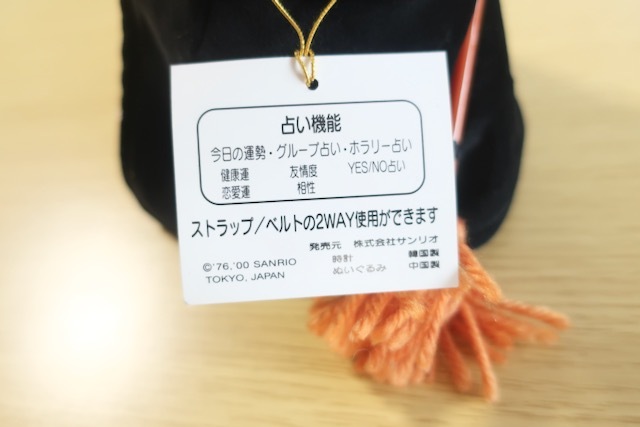 占い機能
今日の運勢・グループ占い・ホラリー占い
健康運 友情度 YES/NO占い
恋愛運 相性
ストラップ/ベルトの2WAY使用ができます
発売元 株式会社サンリオ
©'76,'00 SANRIO 時計 韓国製
TOKYO, JAPAN ぬいぐるみ 中国製